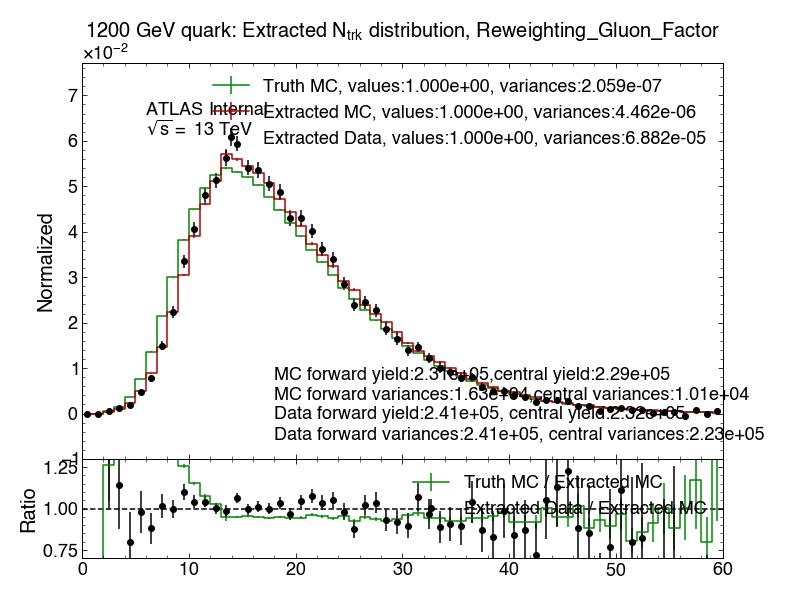 1200 GeV quark: Extracted Ntrk distribution, Reweighting_Gluon_Factor
×10−2
Truth MC, values:1.000e+00, variances:2.059e-07
ATLAS Internal
Extracted MC, values:1.000e+00, variances:4.462e-06
√s = 13 TeV
Extracted Data, values:1.000e+00, variances:6.882e-05
Normalized
7
6
5
4
3
2
1
0
1
MC forward yield:2.31e+05,central yield:2.29e+05
MC forward variances:1.63e+04,central variances:1.01e+04
Data forward yield:2.41e+05, central yield:2.32e+05
Data forward variances:2.41e+05, central variances:2.23e+05
Ratio
1.25
1.00
0.75
Truth MC / Extracted MC
Extracted Data / Extracted MC
0 10 20 30 40 50 60